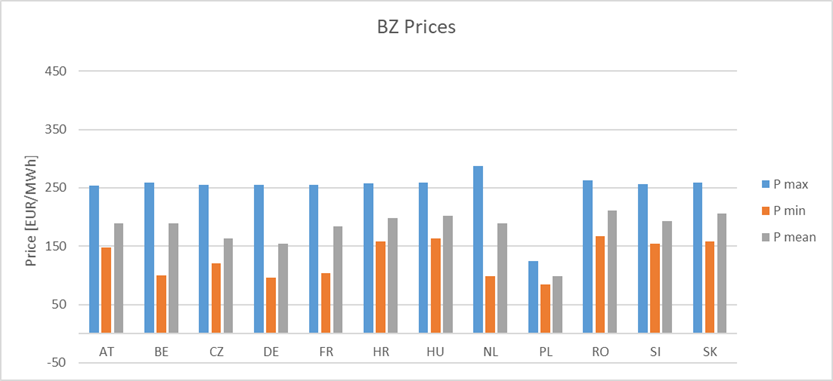 BZ Prices
450
350
250
150
50
-50
Price [EUR/MWh]
AT BE CZ DE FR HR HU NL PL RO SI SK
P max
P min
P mean